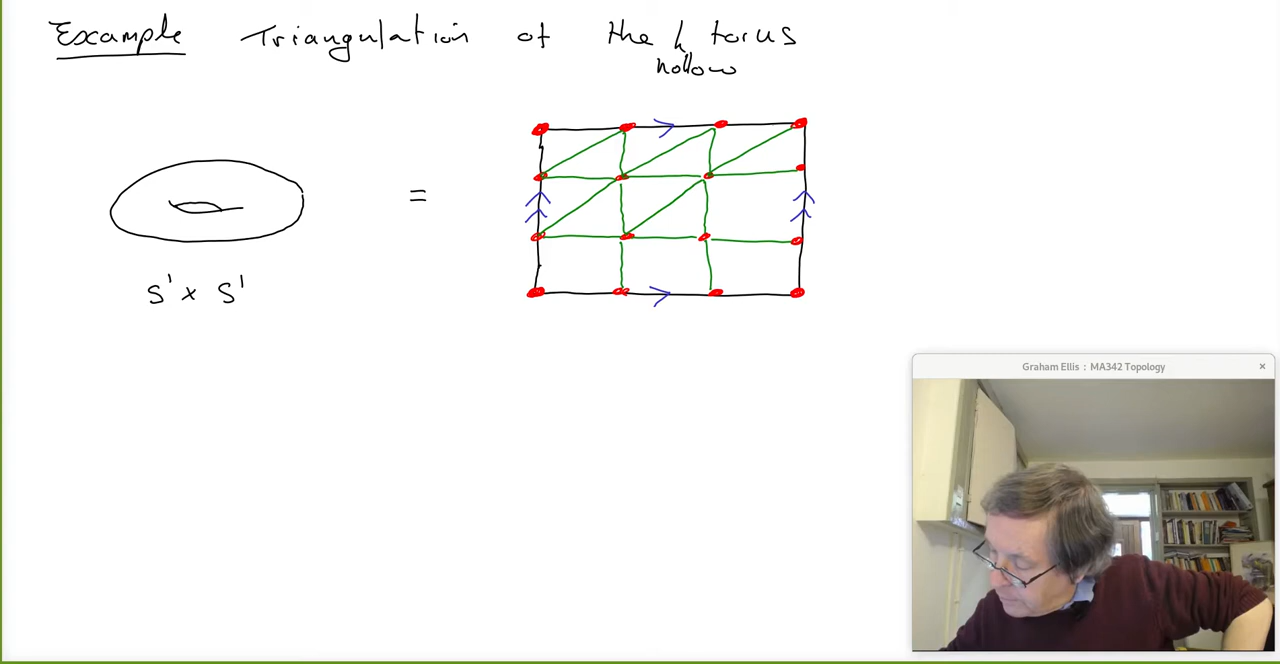 Example Triangulation of the hollow torus
=
S¹ × S¹
Graham Ellis : MA342 Topology
×